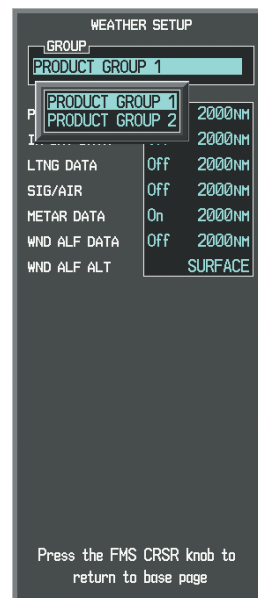 WEATHER SETUP
GROUP
PRODUCT GROUP 1
PRODUCT GROUP 1
PRODUCT GROUP 2
2000NM
2000NM
LTNG DATA Off 2000NM
SIG/AIR Off 2000NM
METAR DATA On 2000NM
WND ALF DATA Off 2000NM
WND ALF ALT SURFACE
Press the FMS CRSR knob to
return to base page